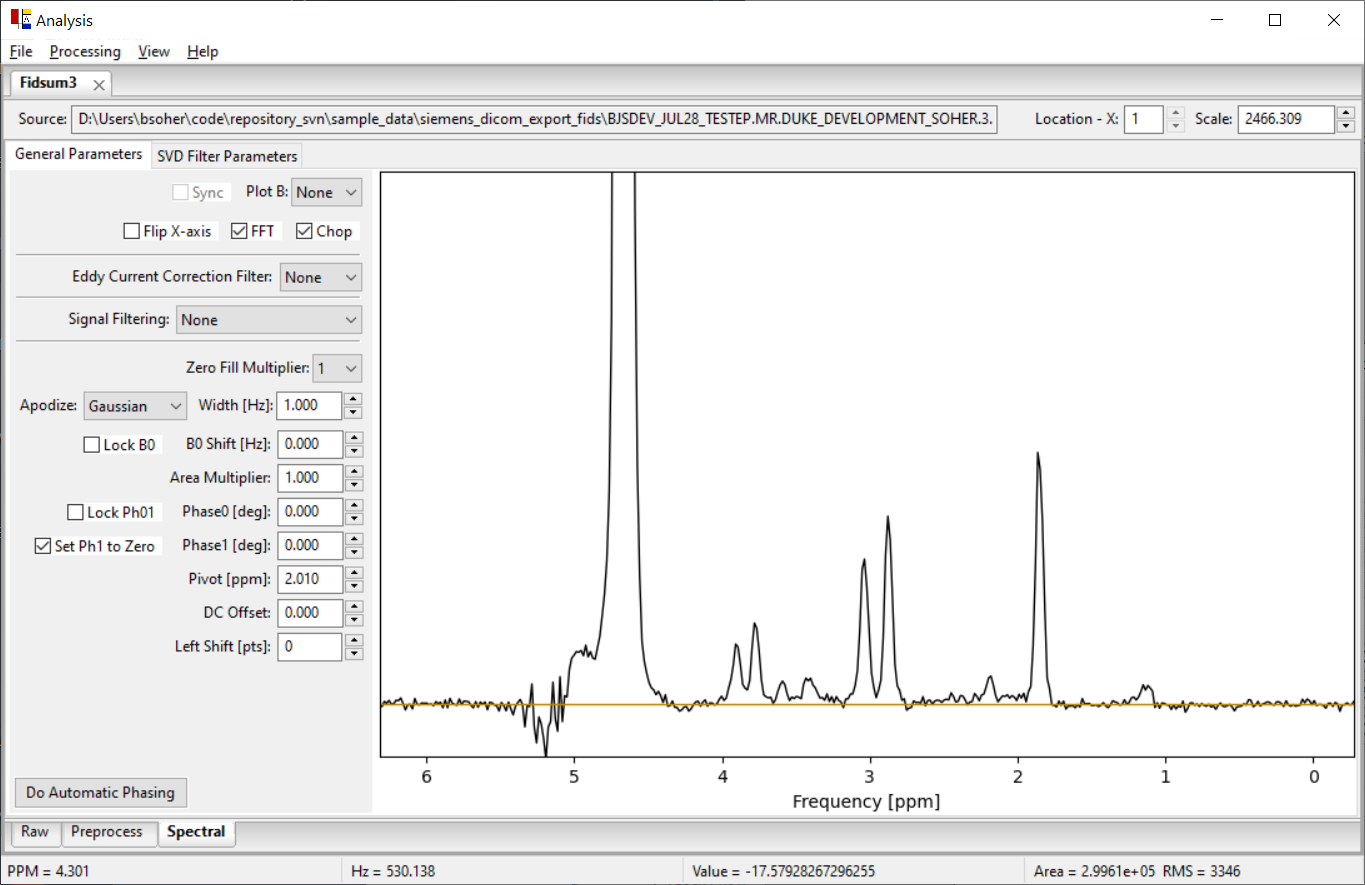 Analysis
File Processing View Help
Fidsum3
Source: D:\Users\bsoher\code\repository_svn\sample_data\siemens_dicom_export_fids\BJSDEV_JUL28_TESTEP.MR.DUKE_DEVELOPMENT_SOHER.3. Location - X: 1 Scale: 2466.309
General Parameters SVD Filter Parameters
Sync Plot B: None
Flip X-axis FFT Chop
Eddy Current Correction Filter: None
Signal Filtering: None
Zero Fill Multiplier: 1
Apodize: Gaussian Width [Hz]: 1.000
Lock B0 B0 Shift [Hz]: 0.000
Area Multiplier: 1.000
Lock Ph01 Phase0 [deg]: 0.000
Set Ph1 to Zero Phase1 [deg]: 0.000
Pivot [ppm]: 2.010
DC Offset: 0.000
Left Shift [pts]: 0
Do Automatic Phasing
6 5 4 3 2 1 0
Frequency [ppm]
Raw Preprocess Spectral
PPM = 4.301 Hz = 530.138 Value = -17.57928267296255 Area = 2.9961e+05 RMS = 3346